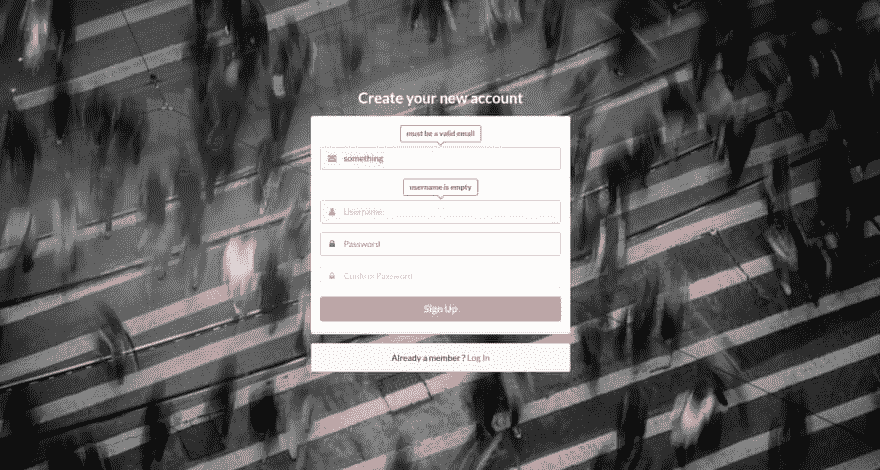 Create your new account
must be a valid email
something
username is empty
Username
Password
Confirm Password
Sign Up
Already a member ? Log In